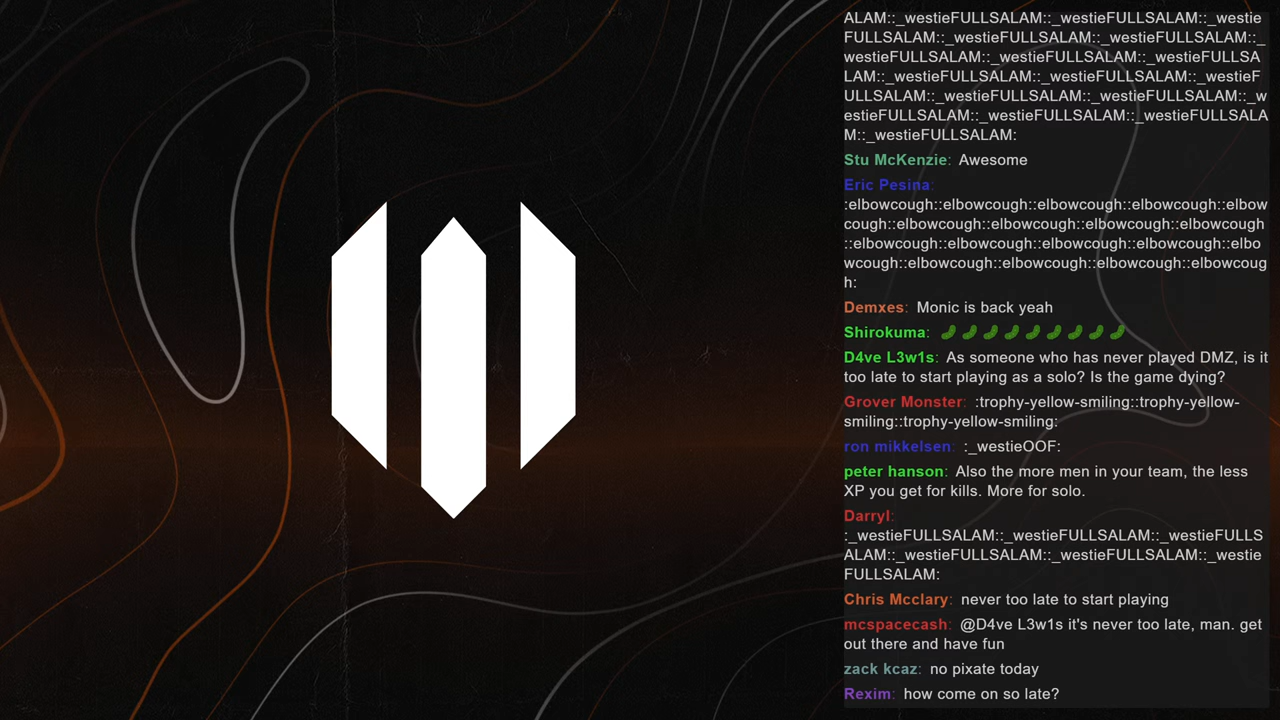 ALAM::_westieFULLSALAM::_westieFULLSALAM::_westie
FULLSALAM::_westieFULLSALAM::_westieFULLSALAM::_
westieFULLSALAM::_westieFULLSALAM::_westieFULLSA
LAM::_westieFULLSALAM::_westieFULLSALAM::_westieF
ULLSALAM::_westieFULLSALAM::_westieFULLSALAM::_w
estieFULLSALAM::_westieFULLSALAM::_westieFULLSALA
M::_westieFULLSALAM:
Stu McKenzie: Awesome
Eric Pesina:
:elbowcough::elbowcough::elbowcough::elbowcough::elbow
cough::elbowcough::elbowcough::elbowcough::elbowcough
::elbowcough::elbowcough::elbowcough::elbowcough::elbo
wcough::elbowcough::elbowcough::elbowcough::elbowcoug
h:
Demxes: Monic is back yeah
Shirokuma: 🥒🥒🥒🥒🥒🥒🥒🥒🥒
D4ve L3w1s: As someone who has never played DMZ, is it
too late to start playing as a solo? Is the game dying?
Grover Monster: :trophy-yellow-smiling::trophy-yellow-
smiling::trophy-yellow-smiling:
ron mikkelsen: :_westieOOF:
peter hanson: Also the more men in your team, the less
XP you get for kills. More for solo.
Darryl:
:_westieFULLSALAM::_westieFULLSALAM::_westieFULLS
ALAM::_westieFULLSALAM::_westieFULLSALAM::_westie
FULLSALAM:
Chris Mcclary: never too late to start playing
mcspacecash: @D4ve L3w1s it's never too late, man. get
out there and have fun
zack kcaz: no pixate today
Rexim: how come on so late?